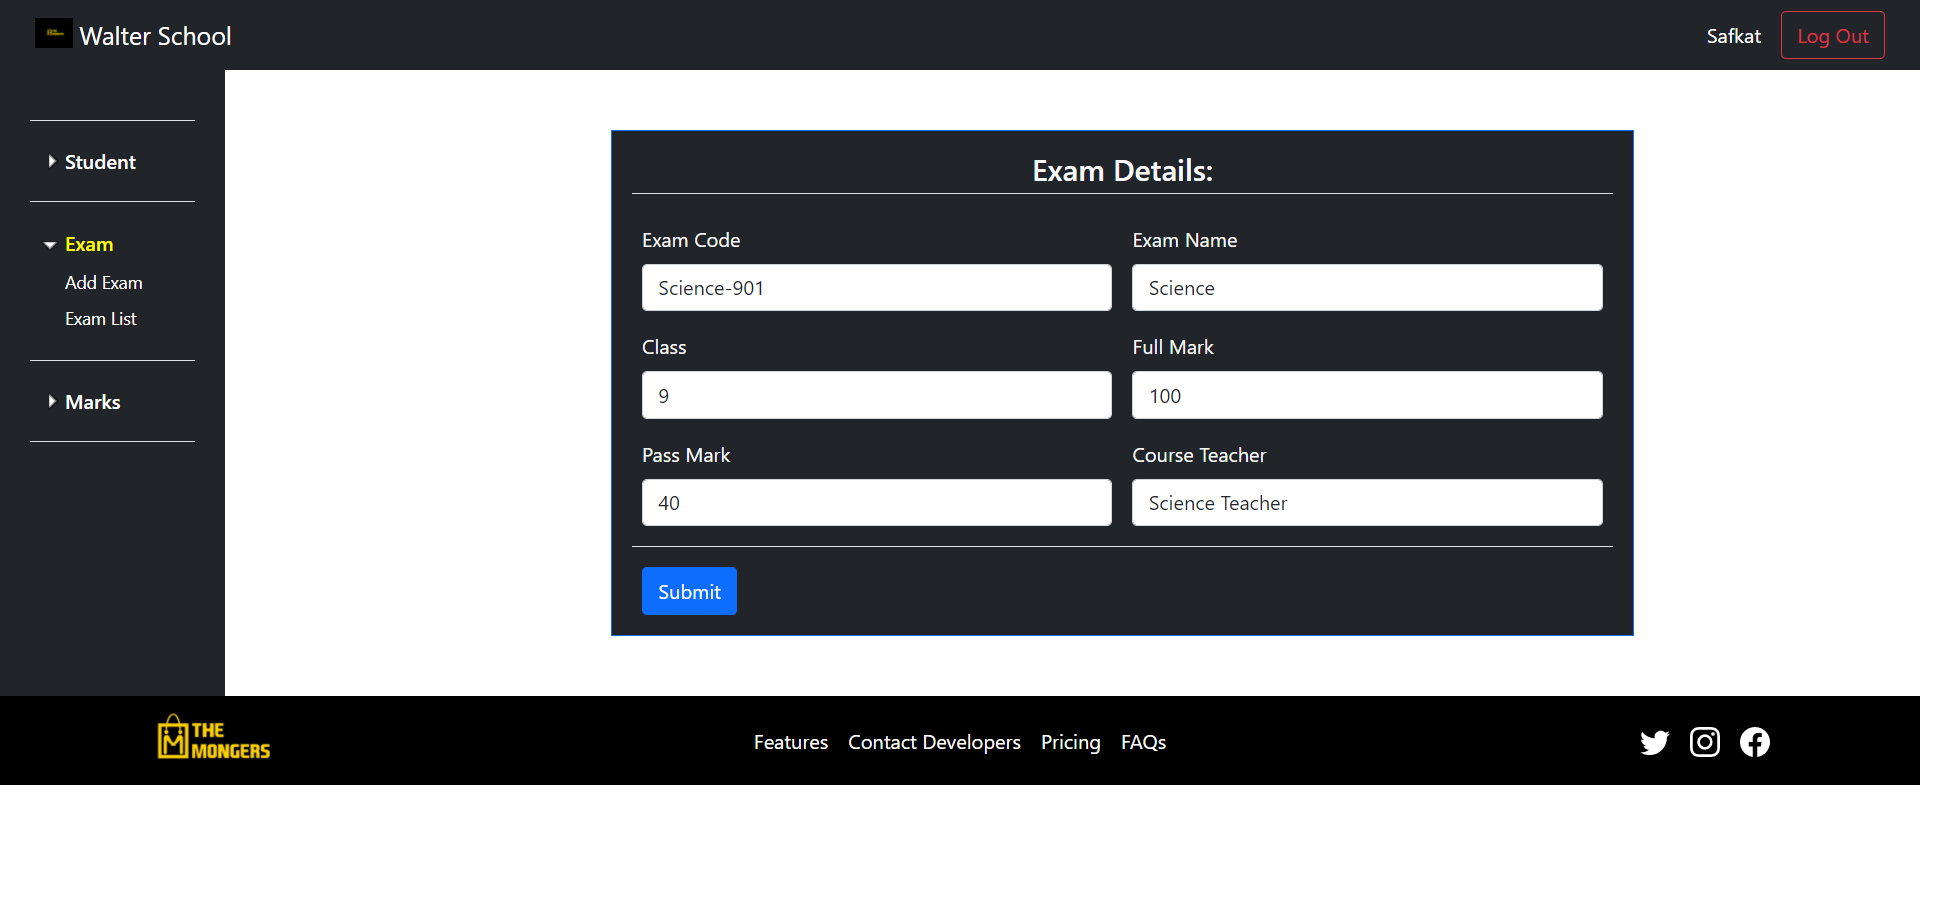 Walter School
Safkat
Log Out
Student
Exam
Add Exam
Exam List
Marks
Exam Details:
Exam Code
Exam Name
Science-901
Science
Class
Full Mark
9
100
Pass Mark
Course Teacher
40
Science Teacher
Submit
THE
MONGERS
Features
Contact Developers
Pricing
FAQs